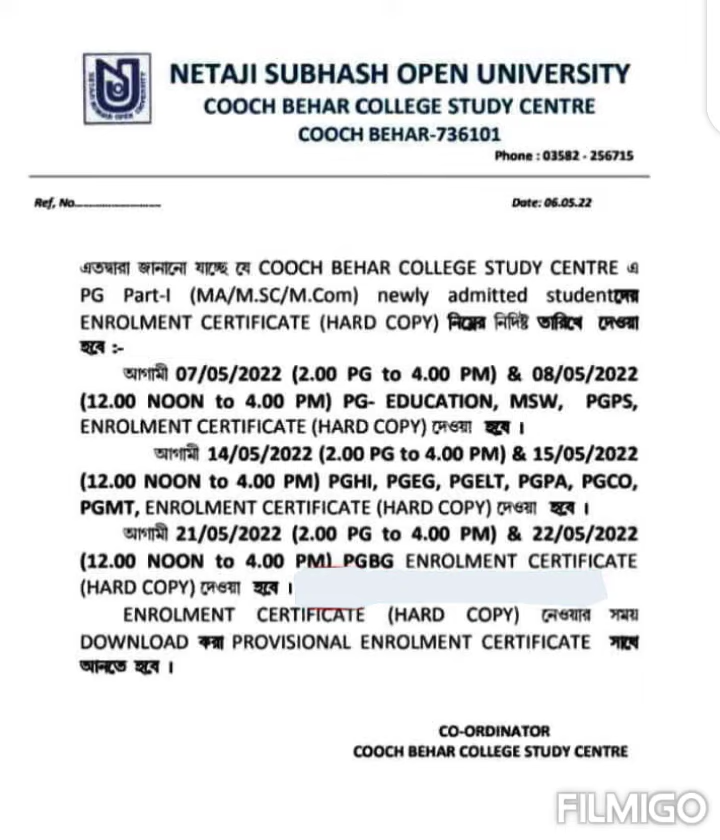 NETAJI SUBHASH OPEN UNIVERSITY
COOCH BEHAR COLLEGE STUDY CENTRE
COOCH BEHAR-736101
Phone : 03582 - 256715
NETAJI SUBHAS OPEN UNIVERSITY
Ref, No..............................
Date: 06.05.22
এতদ্বারা জানানো যাচ্ছে যে COOCH BEHAR COLLEGE STUDY CENTRE এ
PG Part-I (MA/M.SC/M.Com) newly admitted studentদের
ENROLMENT CERTIFICATE (HARD COPY) নিম্নের নির্দিষ্ট তারিখে দেওয়া
হবে :-
আগামী 07/05/2022 (2.00 PG to 4.00 PM) & 08/05/2022
(12.00 NOON to 4.00 PM) PG- EDUCATION, MSW, PGPS,
ENROLMENT CERTIFICATE (HARD COPY) দেওয়া হবে ।
আগামী 14/05/2022 (2.00 PG to 4.00 PM) & 15/05/2022
(12.00 NOON to 4.00 PM) PGHI, PGEG, PGELT, PGPA, PGCO,
PGMT, ENROLMENT CERTIFICATE (HARD COPY) দেওয়া হবে ।
আগামী 21/05/2022 (2.00 PG to 4.00 PM) & 22/05/2022
(12.00 NOON to 4.00 PM) PGBG ENROLMENT CERTIFICATE
(HARD COPY) দেওয়া হবে ।
ENROLMENT CERTIFICATE (HARD COPY) নেওয়ার সময়
DOWNLOAD করা PROVISIONAL ENROLMENT CERTIFICATE সাথে
আনতে হবে ।
CO-ORDINATOR
COOCH BEHAR COLLEGE STUDY CENTRE
FILMIGO